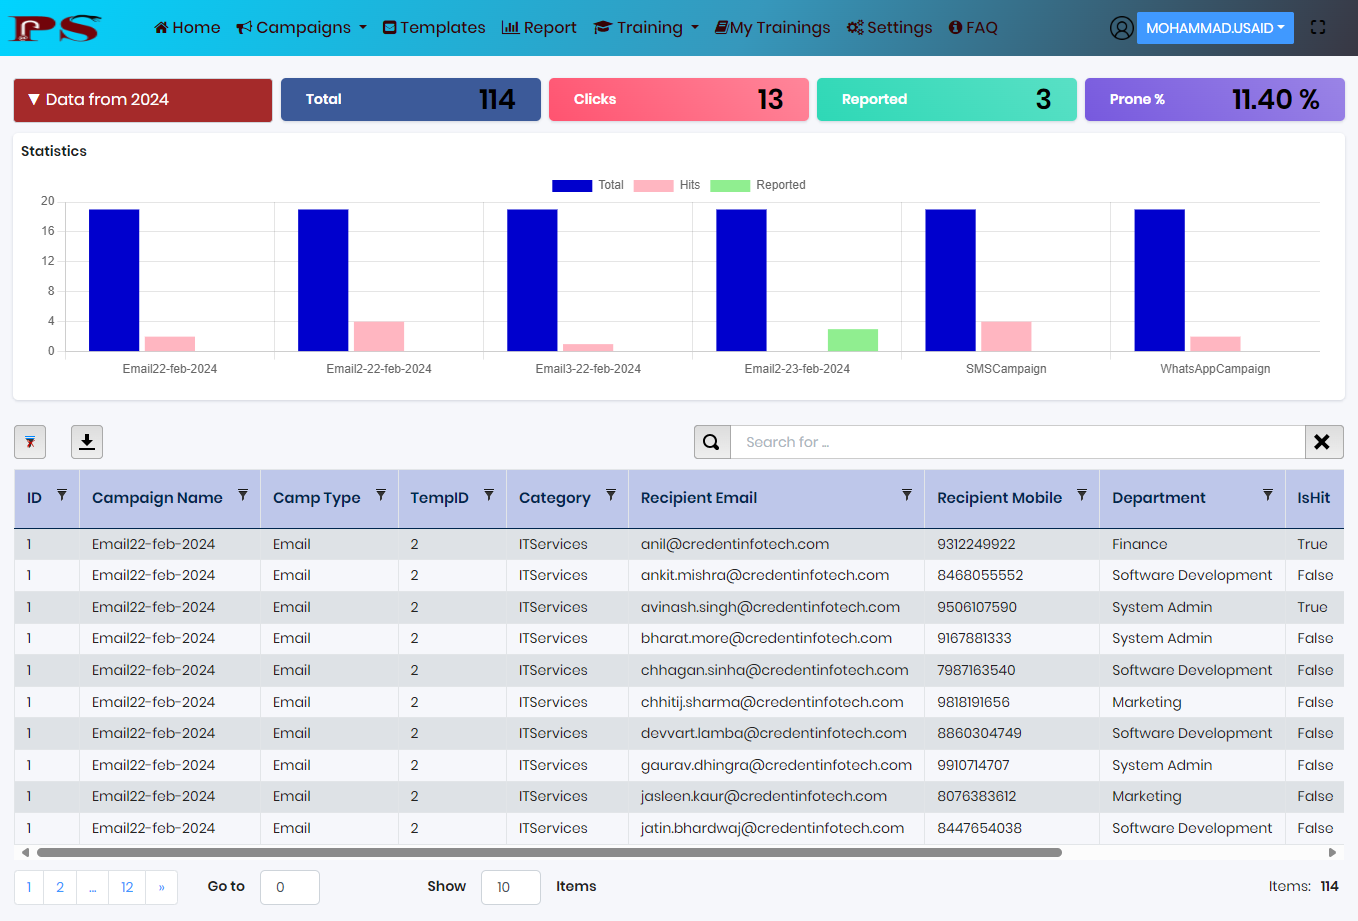 PS Home Campaigns Templates Report Training My Trainings Settings FAQ MOHAMMAD.USAID
▼ Data from 2024 Total 114 Clicks 13 Reported 3 Prone % 11.40 %
Statistics
Total Hits Reported
20
16
12
8
4
0
Email22-feb-2024 Email2-22-feb-2024 Email3-22-feb-2024 Email2-23-feb-2024 SMSCampaign WhatsAppCampaign
Search for ...
ID Campaign Name Camp Type TempID Category Recipient Email Recipient Mobile Department IsHit
1 Email22-feb-2024 Email 2 ITServices anil@credentinfotech.com 9312249922 Finance True
1 Email22-feb-2024 Email 2 ITServices ankit.mishra@credentinfotech.com 8468055552 Software Development False
1 Email22-feb-2024 Email 2 ITServices avinash.singh@credentinfotech.com 9506107590 System Admin True
1 Email22-feb-2024 Email 2 ITServices bharat.more@credentinfotech.com 9167881333 System Admin False
1 Email22-feb-2024 Email 2 ITServices chhagan.sinha@credentinfotech.com 7987163540 Software Development False
1 Email22-feb-2024 Email 2 ITServices chhitij.sharma@credentinfotech.com 9818191656 Marketing False
1 Email22-feb-2024 Email 2 ITServices devvart.lamba@credentinfotech.com 8860304749 Software Development False
1 Email22-feb-2024 Email 2 ITServices gaurav.dhingra@credentinfotech.com 9910714707 System Admin False
1 Email22-feb-2024 Email 2 ITServices jasleen.kaur@credentinfotech.com 8076383612 Marketing False
1 Email22-feb-2024 Email 2 ITServices jatin.bhardwaj@credentinfotech.com 8447654038 Software Development False
1 2 ... 12 » Go to 0 Show 10 Items Items: 114